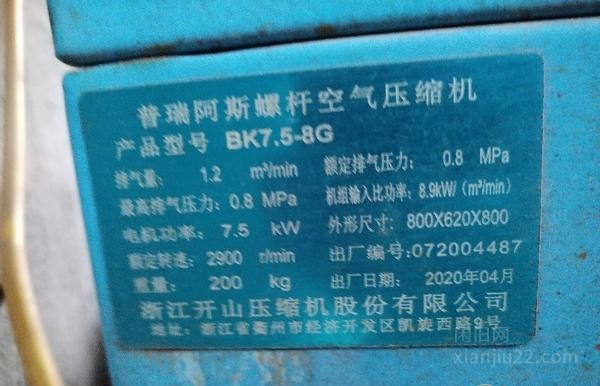 普瑞阿斯螺杆空气压缩机
产品型号 BK7.5-8G
排气量: 1.2 m³/min 额定排气压力: 0.8 MPa
最高排气压力: 0.8 MPa 机组输入比功率: 8.9kW/(m³/min)
电机功率: 7.5 kW 外形尺寸: 800X620X800
额定转速: 2900 r/min 出厂编号: 072004487
重量: 200 kg 出厂日期: 2020年04月
浙江开山压缩机股份有限公司
地址: 浙江省衢州市经济开发区凯旋西路9号
闲旧网
xianjiu22.com